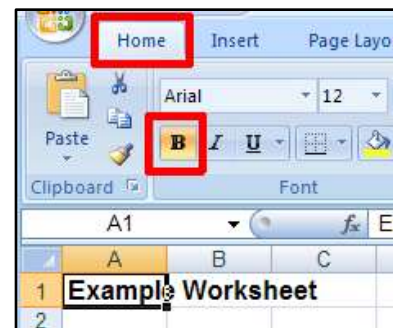 Home Insert Page Layo
Arial 12
Paste B I U
Clipboard Font
A1 fx E
A B C
1 Example Worksheet
2